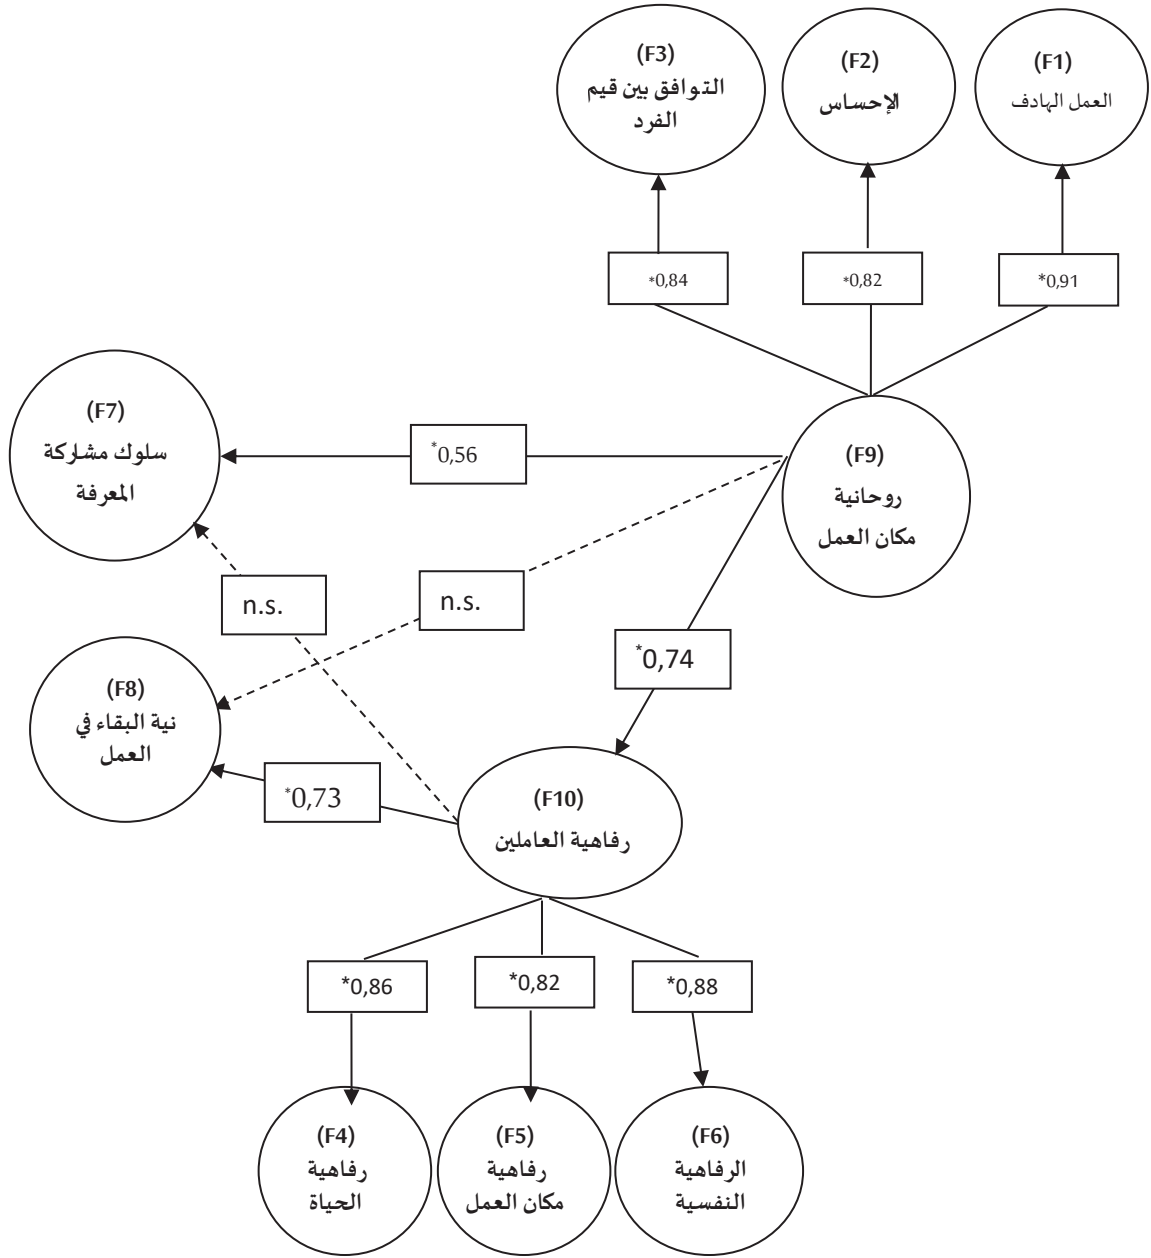 (F1)
العمل الهادف
(F2)
الإحساس
(F3)
التوافق بين قيم
الفرد
*0,91
*0,82
*0,84
(F9)
روحانية
مكان العمل
*0,56
(F7)
سلوك مشاركة
المعرفة
n.s.
n.s.
*0,74
(F8)
نية البقاء في
العمل
*0,73
(F10)
رفاهية العاملين
*0,88
*0,82
*0,86
(F6)
الرفاهية
النفسية
(F5)
رفاهية
مكان العمل
(F4)
رفاهية
الحياة